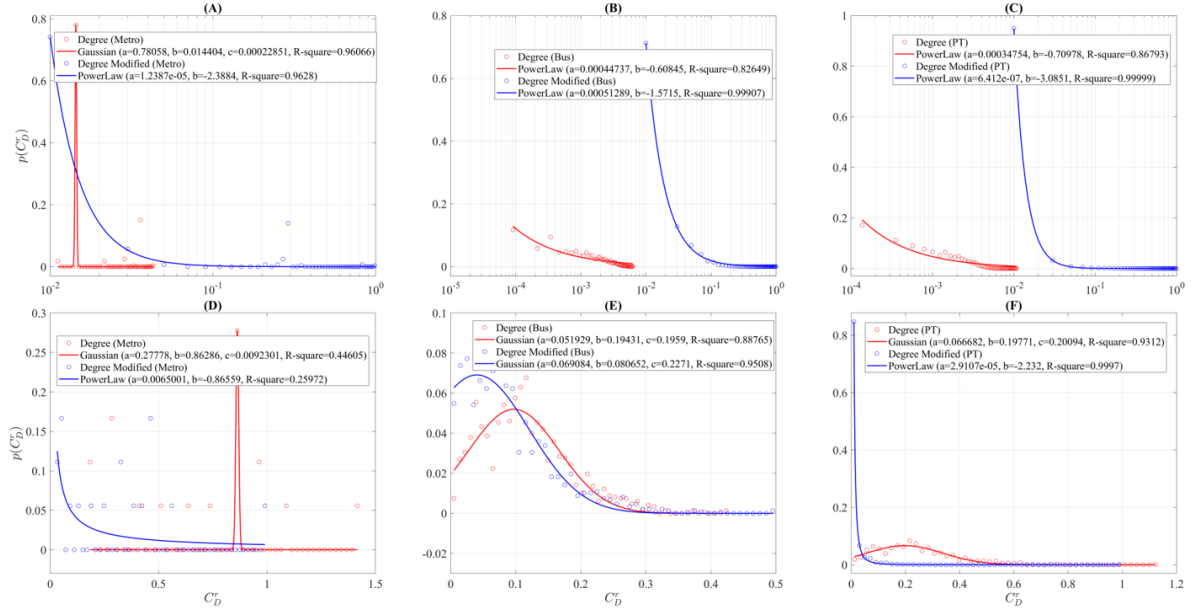 (A)
0.8
0.6
0.4
0.2
0
p(C_D^r)
10^-2
10^-1
10^0
Degree (Metro)
Gaussian (a=0.78058, b=0.014404, c=0.00022851, R-square=0.96066)
Degree Modified (Metro)
PowerLaw (a=1.2387e-05, b=-2.3884, R-square=0.9628)
(B)
0.8
0.6
0.4
0.2
0
10^-5
10^-4
10^-3
10^-2
10^-1
10^0
Degree (Bus)
PowerLaw (a=0.00044737, b=-0.60845, R-square=0.82649)
Degree Modified (Bus)
PowerLaw (a=0.00051289, b=-1.5715, R-square=0.99907)
(C)
1
0.8
0.6
0.4
0.2
0
10^-4
10^-3
10^-2
10^-1
10^0
Degree (PT)
PowerLaw (a=0.00034754, b=-0.70978, R-square=0.86793)
Degree Modified (PT)
PowerLaw (a=6.412e-07, b=-3.0851, R-square=0.99999)
(D)
0.3
0.25
0.2
0.15
0.1
0.05
0
p(C_D^r)
0
0.5
1
1.5
C_D^r
Degree (Metro)
Gaussian (a=0.27778, b=0.86286, c=0.0092301, R-square=0.44605)
Degree Modified (Metro)
PowerLaw (a=0.0065001, b=-0.86559, R-square=0.25972)
(E)
0.1
0.08
0.06
0.04
0.02
0
-0.02
0
0.1
0.2
0.3
0.4
0.5
C_D^r
Degree (Bus)
Gaussian (a=0.051929, b=0.19431, c=0.1959, R-square=0.88765)
Degree Modified (Bus)
Gaussian (a=0.069084, b=0.080652, c=0.2271, R-square=0.9508)
(F)
1
0.8
0.6
0.4
0.2
0
0
0.2
0.4
0.6
0.8
1
1.2
C_D^r
Degree (PT)
Gaussian (a=0.066682, b=0.19771, c=0.20094, R-square=0.9312)
Degree Modified (PT)
PowerLaw (a=2.9107e-05, b=-2.232, R-square=0.9997)